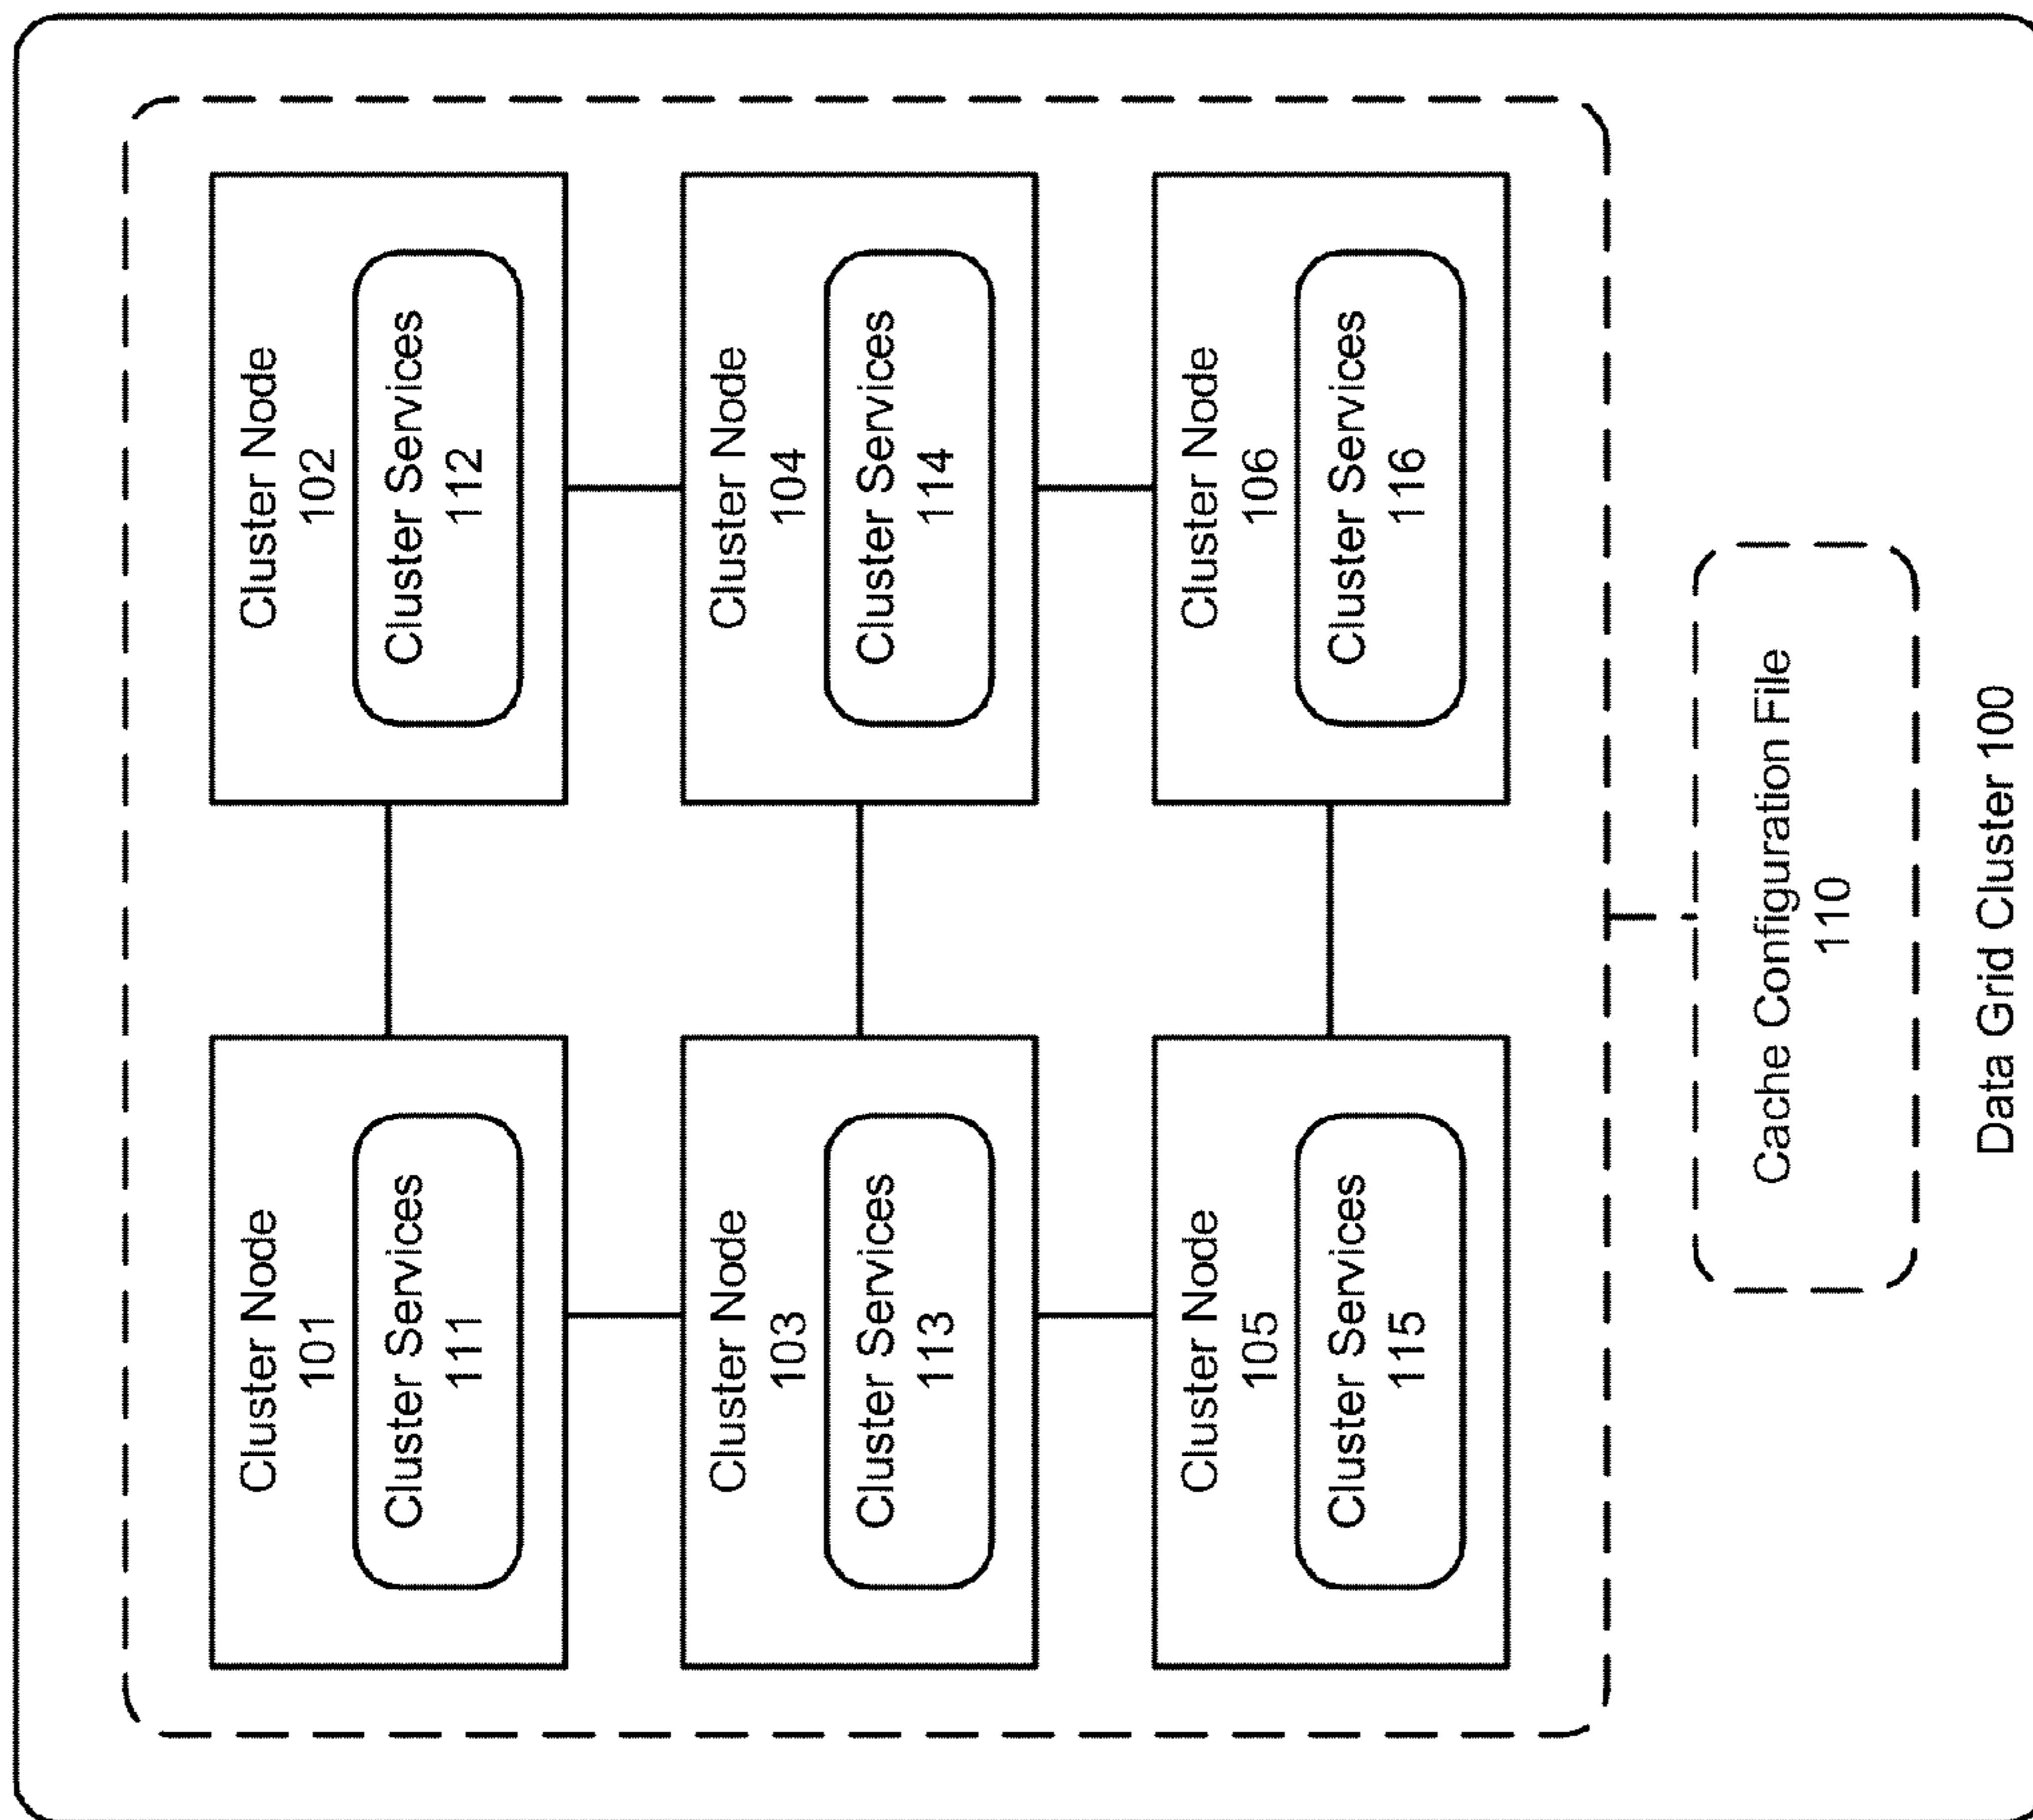 Cluster Node
101
Cluster Services
111
Cluster Node
102
Cluster Services
112
Cluster Node
103
Cluster Services
113
Cluster Node
104
Cluster Services
114
Cluster Node
105
Cluster Services
115
Cluster Node
106
Cluster Services
116
Cache Configuration File
110
Data Grid Cluster 100